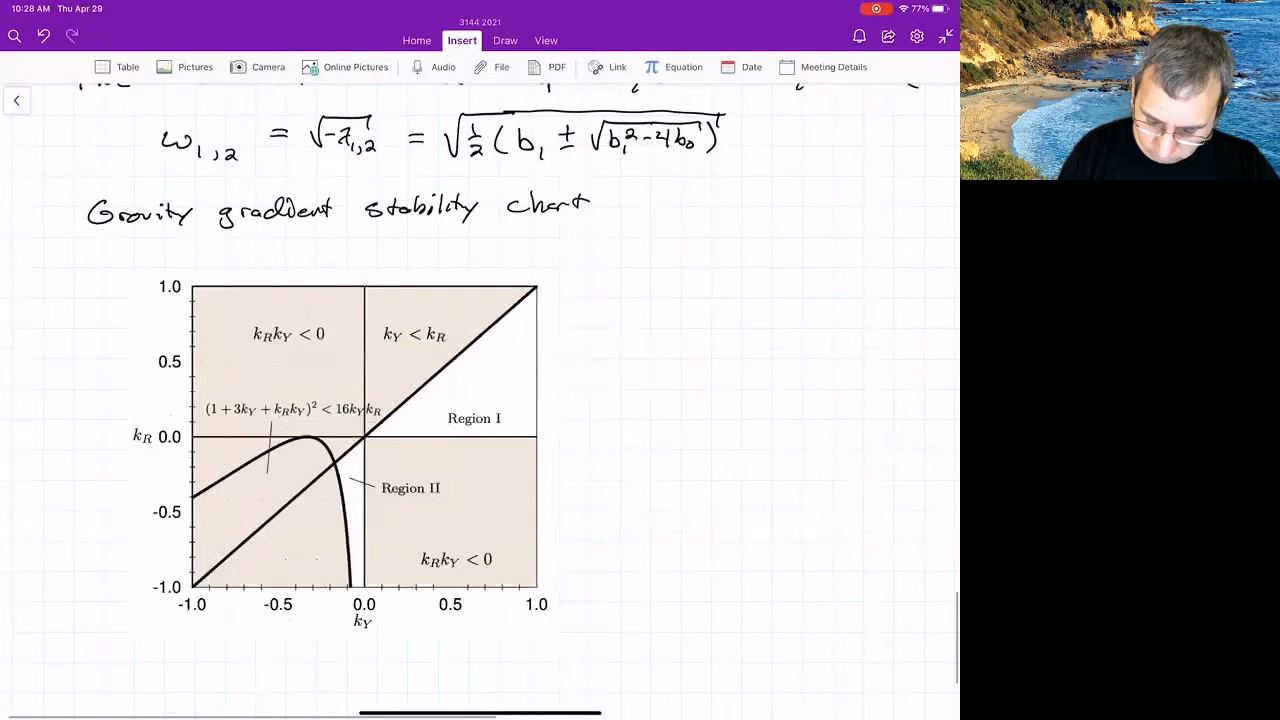 10:28 AM Thu Apr 29
77%
3144 2021
Home Insert Draw View
Table Pictures Camera Online Pictures Audio File PDF Link Equation Date Meeting Details
ω1,2 = √-z1,2 = √½ (b1 ± √b1²-4b0)
Gravity gradient stability chart
1.0
kRkY < 0 kY < kR
0.5
(1 + 3kY + kRkY)² < 16kYkR
Region I
kR 0.0
Region II
-0.5
kRkY < 0
-1.0
-1.0 -0.5 0.0 0.5 1.0
kY